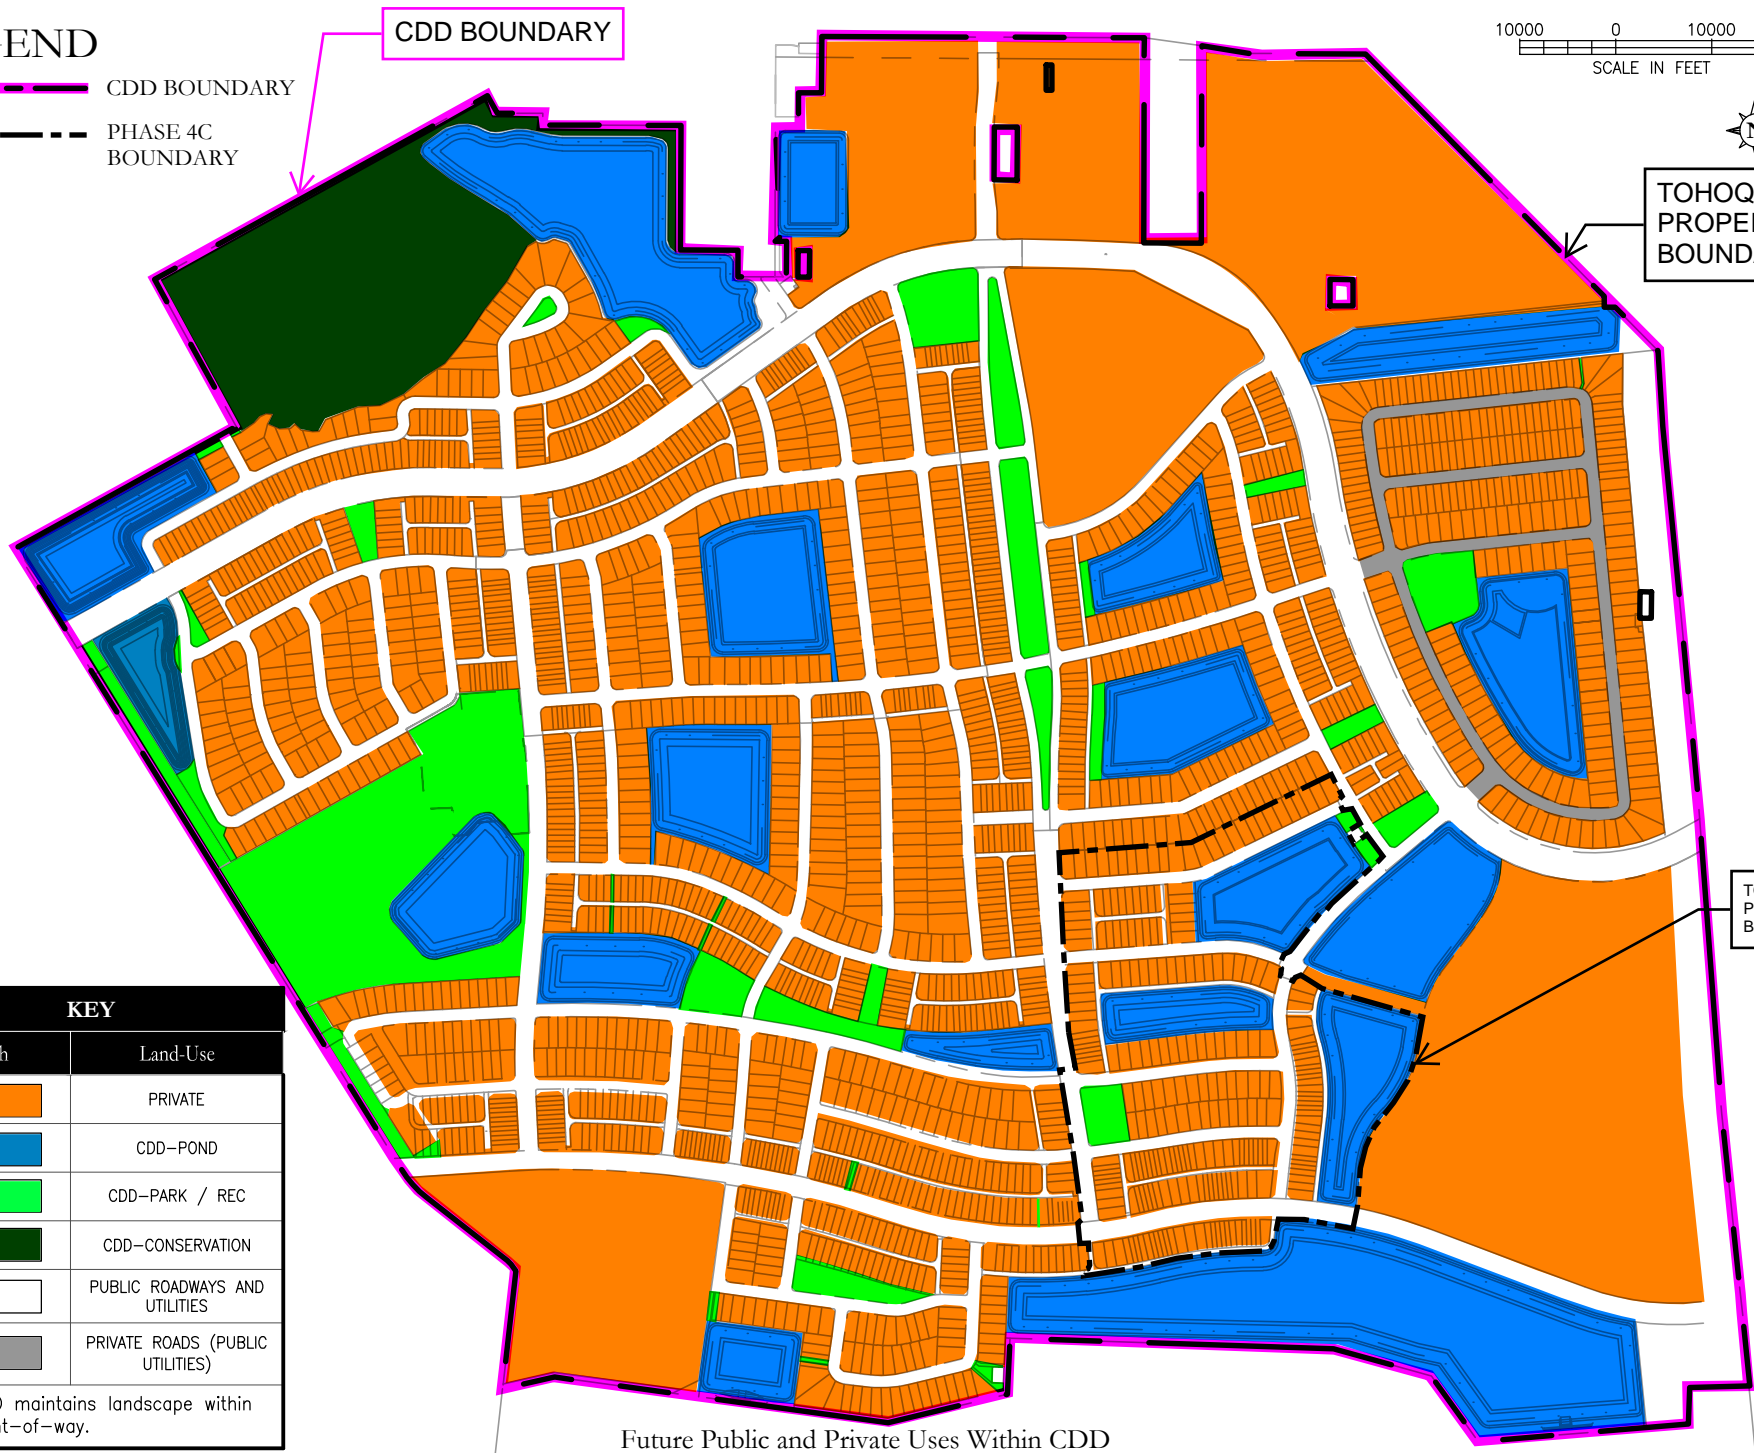 END
CDD BOUNDARY
PHASE 4C
BOUNDARY
CDD BOUNDARY
10000 0 10000
SCALE IN FEET
N
TOHOQ
PROPE
BOUND
KEY
h Land-Use
PRIVATE
CDD-POND
CDD-PARK / REC
CDD-CONSERVATION
PUBLIC ROADWAYS AND
UTILITIES
PRIVATE ROADS (PUBLIC
UTILITIES)
maintains landscape within
nt-of-way.
Future Public and Private Uses Within CDD